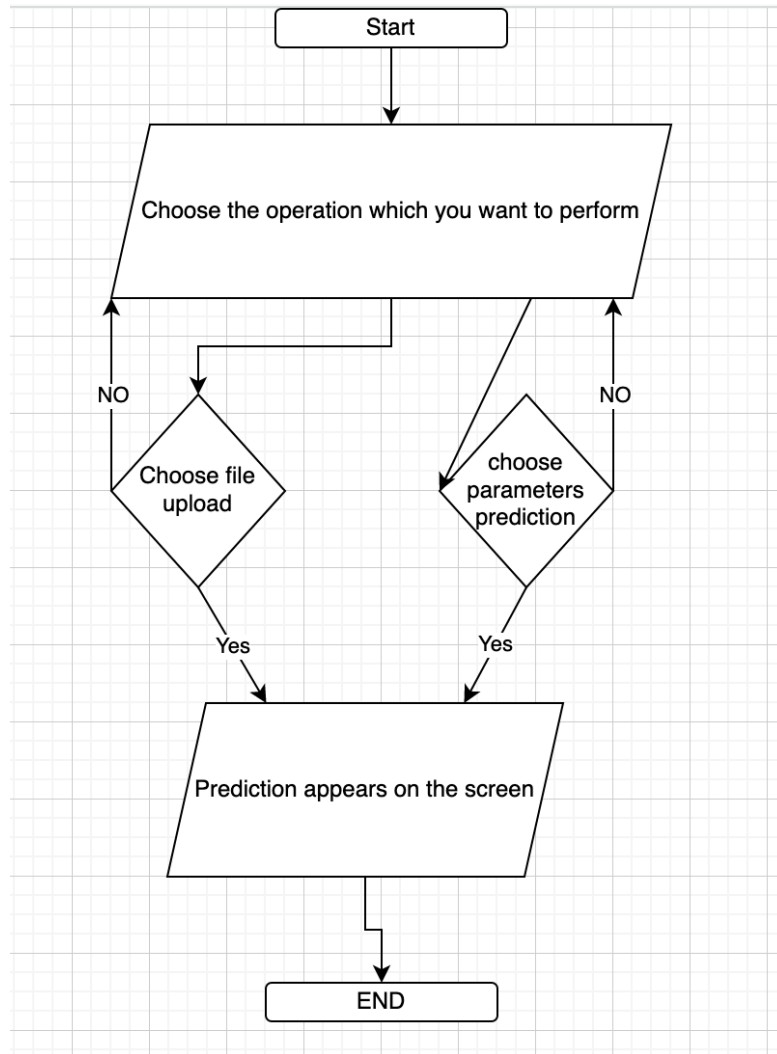 Start
Choose the operation which you want to perform
NO
NO
Choose file
upload
choose
parameters
prediction
Yes
Yes
Prediction appears on the screen
END